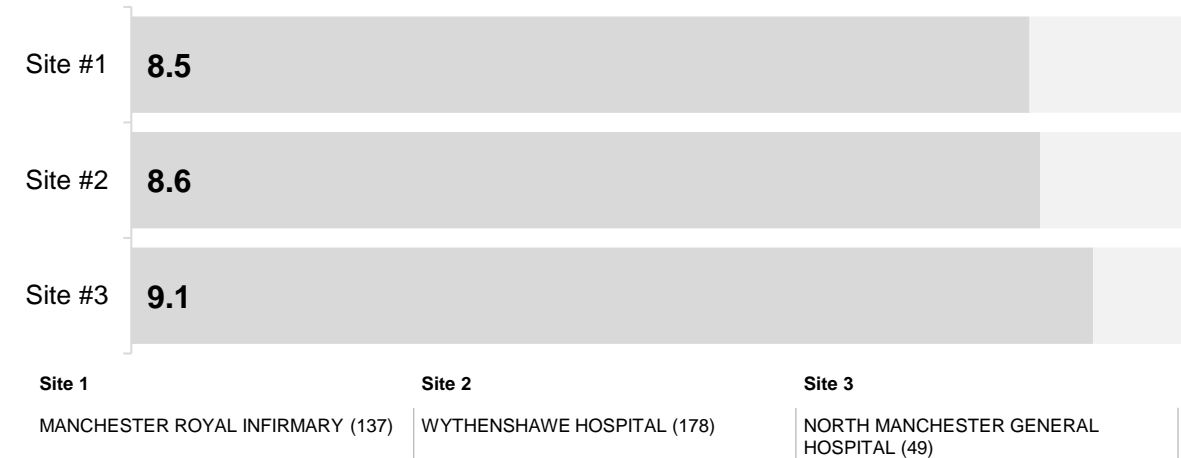 Site #1 8.5
Site #2 8.6
Site #3 9.1
Site 1 Site 2 Site 3
MANCHESTER ROYAL INFIRMARY (137) WYTHENSHAWE HOSPITAL (178) NORTH MANCHESTER GENERAL
HOSPITAL (49)